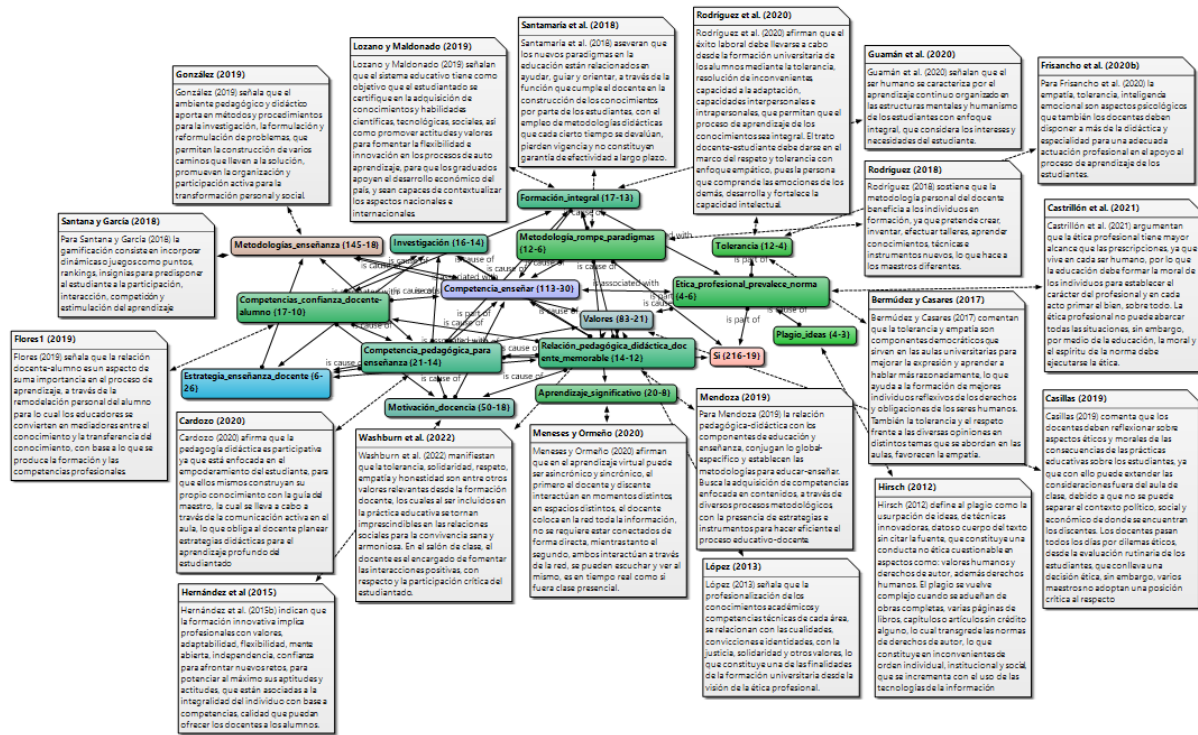 Lozano y Maldonado (2019)
Lozano y Maldonado (2019) señalan
que el sistema educativo tiene como
objetivo que el estudiantado se
certifique en la adquisición de
conocimientos y habilidades
científicas, tecnológicas, sociales, así
como promover actitudes y valores
para fomentar la flexibilidad e
innovación en los procesos de auto
aprendizaje, para que los graduados
apoyen el desarrollo económico del
país, y sean capaces de contextualizar
los aspectos nacionales e
internacionales
Santamaría et al. (2018)
Santamaría et al. (2018) aseveran que
los nuevos paradigmas en la
educación están relacionados en
ayudar, guiar y orientar, a través de la
función que cumple el docente en la
construcción de los conocimientos
por parte de los estudiantes, con el
empleo de metodologías didácticas
que cada cierto tiempo se devalúan,
pierden vigencia y no constituyen
garantía de efectividad a largo plazo.
Rodríguez et al. (2020)
Rodríguez et al. (2020) afirman que el
éxito laboral debe llevarse a cabo
desde la formación universitaria de
los alumnos mediante la tolerancia,
resolución de inconvenientes,
capacidad a la adaptación,
capacidades interpersonales e
intrapersonales, que permitan que el
proceso de aprendizaje de los
conocimientos sea integral. El trato
docente-estudiante debe darse en el
marco del respeto y tolerancia con
enfoque empático, pues la persona
que comprende las emociones de los
demás, desarrolla y fortalece la
capacidad intelectual.
Guamán et al. (2020)
Guamán et al. (2020) señalan que el
ser humano se caracteriza por el
aprendizaje continuo organizado en
las estructuras mentales y humanismo
de los estudiantes con enfoque
integral, que considera los intereses y
necesidades del estudiante.
Frisancho et al. (2020b)
Para Frisancho et al. (2020) la
empatía, tolerancia, inteligencia
emocional son aspectos psicológicos
que también los docentes deben
disponer a más de la didáctica y
especialidad para una adecuada
actuación profesional en el apoyo al
proceso de aprendizaje de los
estudiantes.
González (2019)
González (2019) señala que el
ambiente pedagógico y didáctico
aporta en métodos y procedimientos
para la investigación, la formulación y
reformulación de problemas, que
permiten la construcción de varios
caminos que lleven a la solución,
promueven la organización y
participación activa para la
transformación personal y social.
Rodríguez (2018)
Rodríguez (2018) sostiene que la
metodología personal del docente
beneficia a los individuos en
formación, ya que pretende crear,
inventar, efectuar talleres, aprender
conocimientos, técnicas e
instrumentos nuevos, lo que hace a
los maestros diferentes.
Castrillón et al. (2021)
Castrillón et al. (2021) argumentan
que la ética profesional tiene mayor
alcance que las prescripciones, ya que
vive en cada ser humano, por lo que
la educación debe formar la moral de
los individuos para establecer el
carácter del profesional y en cada
acto primar el bien, sobre todo. La
ética profesional no puede abarcar
todas las situaciones, sin embargo,
por medio de la educación, la moral y
el espíritu de la norma debe
ejecutarse la ética.
Santana y García (2018)
Para Santana y García (2018) la
gamificación consiste en incorporar
dinámicas o juegos como puntos,
rankings, insignias para predisponer
al estudiante a la participación,
interacción, competición y
estimulación del aprendizaje
Formación_integral (17-13)
is cause of
Metodología_rompe_paradigmas
(12-6)
Investigación (16-14)
Metodologías_enseñanza (145-18)
Tolerancia (12-4)
is part of
is cause of
is associated with
Competencia_enseñar (113-30)
is associated with
Etica_profesional_prevalece_norma
(4-6)
Competencias_confianza_docente-
alumno (17-10)
Valores (83-21)
is part of
Plagio_ideas (4-3)
Competencia_pedagógica_para_
enseñanza (21-14)
Relación_pedagógica_didáctica_doc
ente_memorable (14-12)
Sí (216-19)
is cause of
Estrategia_enseñanza_docente (6-
26)
Motivación_docencia (50-18)
Aprendizaje_significativo (20-8)
Bermúdez y Casares (2017)
Bermúdez y Casares (2017) comentan
que la tolerancia y empatía son
componentes democráticos que
sirven en las aulas universitarias para
mejorar la expresión y aprender a
hablar más razonadamente, lo que
ayuda a la formación de mejores
individuos reflexivos de los derechos
y obligaciones de los seres humanos.
También la tolerancia y el respeto
frente a las diversas opiniones en
distintos temas que se abordan en las
aulas, favorecen la empatía.
Flores1 (2019)
Flores (2019) señala que la relación
docente-alumno es un aspecto de
suma importancia en el proceso de
aprendizaje, a través de la
remodelación personal del alumno
para lo cual los educadores se
convierten en mediadores entre el
conocimiento y la transferencia del
conocimiento, con base a lo que se
produce la formación y las
competencias profesionales
Cardozo (2020)
Cardozo (2020) afirma que la
pedagogía didáctica es participativa
ya que está enfocada en el
empoderamiento del estudiante, para
que ellos mismos construyan su
propio conocimiento con la guía del
maestro, la cual se lleva a cabo a
través de la comunicación activa en el
aula, lo que obliga al docente planear
estrategias didácticas para el
aprendizaje profundo del
estudiantado
Washburn et al. (2022)
Washburn et al. (2022) manifiestan
que la tolerancia, solidaridad, respeto,
empatía y honestidad son entre otros
valores relevantes desde la formación
docente, los cuales al ser incluidos en
la práctica educativa se tornan
imprescindibles en las relaciones
sociales para la convivencia sana y
armoniosa. En el salón de clase, el
docente es el encargado de fomentar
las interacciones positivas, con
respecto y la participación crítica del
estudiantado.
Meneses y Ormeño (2020)
Meneses y Ormeño (2020) afirman
que en el aprendizaje virtual puede
ser asincrónico y sincrónico, el
primero el docente y discente
interactúan en momentos distintos
en espacios distintos, el docente
coloca en la red toda la información,
no se requiere estar conectados de
forma directa, mientras tanto el
segundo, ambos interactúan a través
de la red, se pueden escuchar y ver al
mismo, es en tiempo real como si
fuera clase presencial.
Mendoza (2019)
Para Mendoza (2019) la relación
pedagógica-didáctica con los
componentes de educación y
enseñanza, conjugan lo global-
específico y establecen las
metodologías para educar-enseñar.
Busca la adquisición de competencias
enfocada en contenidos, a través de
diversos procesos metodológicos
con la presencia de estrategias e
instrumentos para hacer eficiente el
proceso educativo-docente.
Casillas (2019)
Casillas (2019) comenta que los
docentes deben reflexionar sobre
aspectos éticos y morales de las
consecuencias de las prácticas
educativas sobre los estudiantes, ya
que con ello puede extender las
consideraciones fuera del aula de
clase, debido a que no se puede
separar el contexto político, social y
económico de donde se encuentran
los discentes. Los docentes pasan
todos los días por dilemas éticos,
desde la evaluación rutinaria de los
estudiantes, que conlleva una
decisión ética, sin embargo, varios
maestro no adoptan una posición
crítica al respecto
Hirsch (2012)
Hirsch (2012) define al plagio como la
usurpación de ideas, de técnicas
innovadoras, datos o cuerpo del texto
sin citar la fuente, que constituye una
conducta no ética cuestionable en
aspectos como: valores humanos y
derechos de autor, además derechos
humanos. El plagio se vuelve
complejo cuando se adueñan de
obras completas, varias páginas de
libros, capítulos o artículos sin crédito
alguno, lo cual transgrede las normas
de derechos de autor, lo que
constituye en inconvenientes de
orden individual, institucional y social,
que se incrementa con el uso de las
tecnologías de la información
Hernández et al (2015)
Hernández et al. (2015b) indican que
la formación innovativa implica
profesionales con valores,
adaptabilidad, flexibilidad, mente
abierta, independencia, confianza
para afrontar nuevos retos, para
potenciar al máximo sus aptitudes y
actitudes, que están asociadas a la
integralidad del individuo con base a
competencias, calidad que puedan
ofrecer los docentes a los alumnos.
López (2013)
López (2013) señala que la
profesionalización de los
conocimientos académicos y
competencias técnicas de cada área,
se relacionan con las cualidades,
convicciones e identidades, con la
justicia, solidaridad y otros valores, lo
que constituye una de las finalidades
de la formación universitaria desde la
visión de la ética profesional.